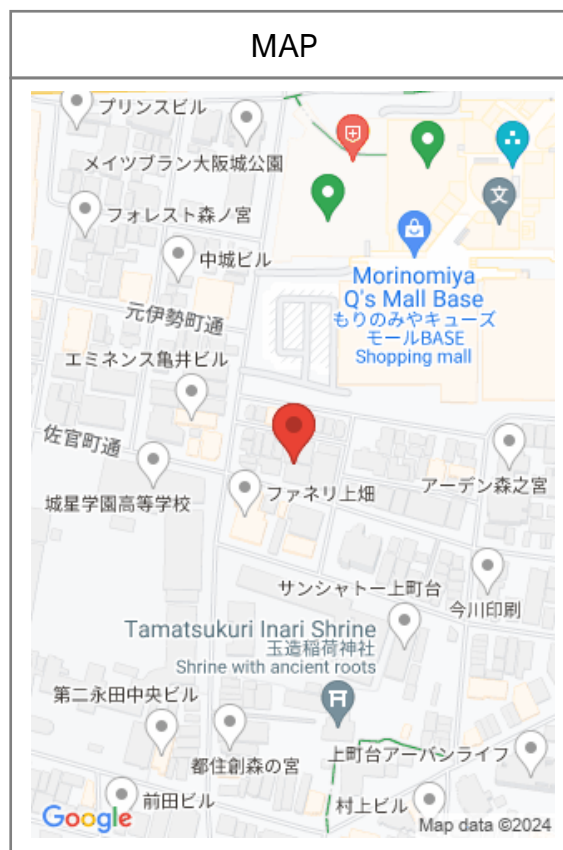 MAP
プリンスビル
メイツブラン大阪城公園
フォレスト森ノ宮
文
中城ビル
Morinomiya
Q's Mall Base
もりのみやキューズ
モールBASE
Shopping mall
元伊勢町通
エミネンス亀井ビル
佐官町通
アーデン森之宮
ファネリ上畑
城星学園高等学校
サンシャトー上町台
今川印刷
Tamatsukuri Inari Shrine
玉造稲荷神社
Shrine with ancient roots
第二永田中央ビル
都住創森の宮
上町台アーバンライフ
前田ビル
村上ビル
Google
Map data ©2024